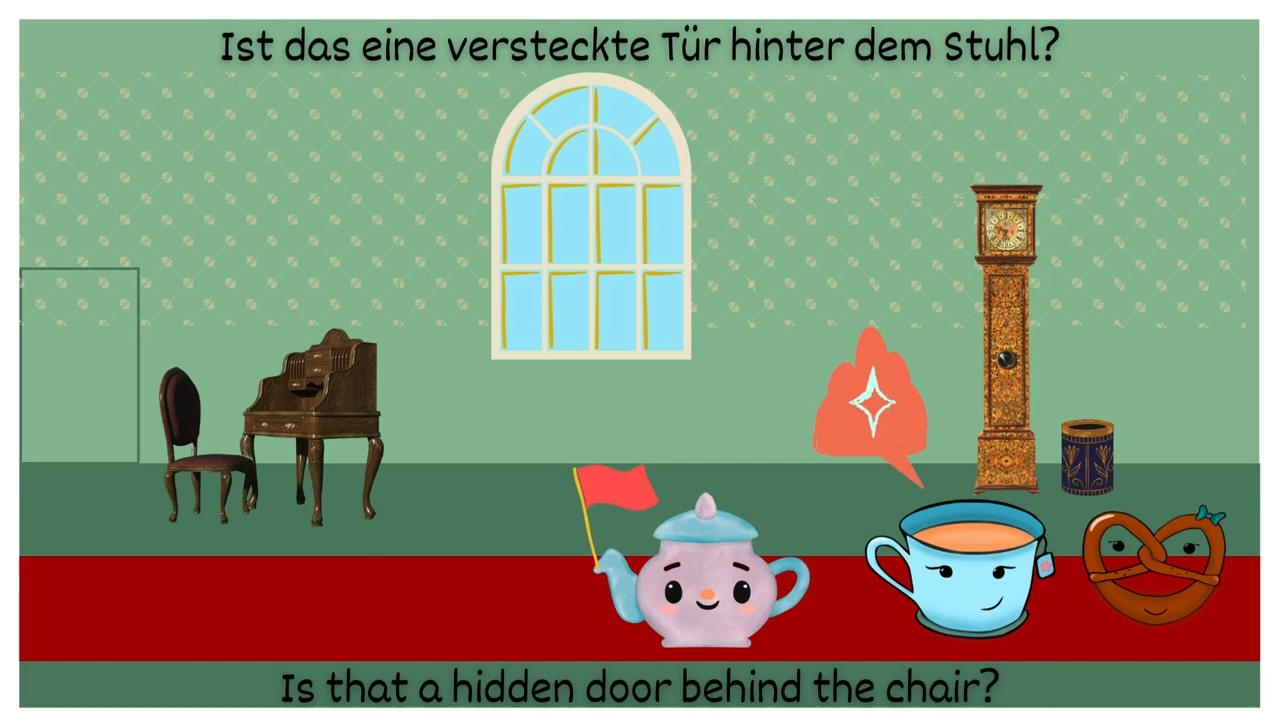 Ist das eine versteckte Tür hinter dem Stuhl?
Is that a hidden door behind the chair?